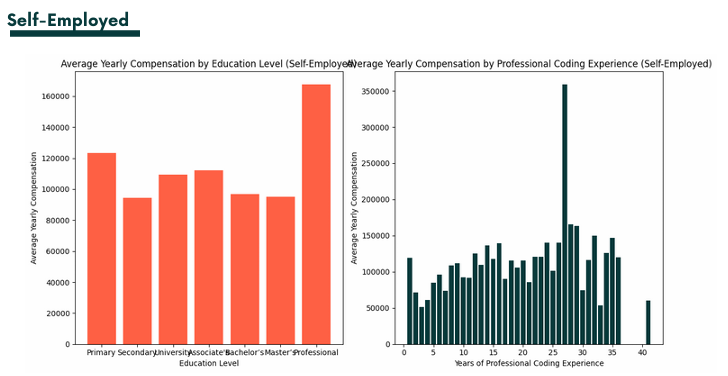 Self-Employed
Average Yearly Compensation by Education Level (Self-Employed)
160000
140000
120000
100000
80000
60000
40000
20000
0
Average Yearly Compensation
Primary Secondary University Associate's Bachelor's Master's Professional
Education Level
Average Yearly Compensation by Professional Coding Experience (Self-Employed)
350000
300000
250000
200000
150000
100000
50000
0
Average Yearly Compensation
0 5 10 15 20 25 30 35 40
Years of Professional Coding Experience